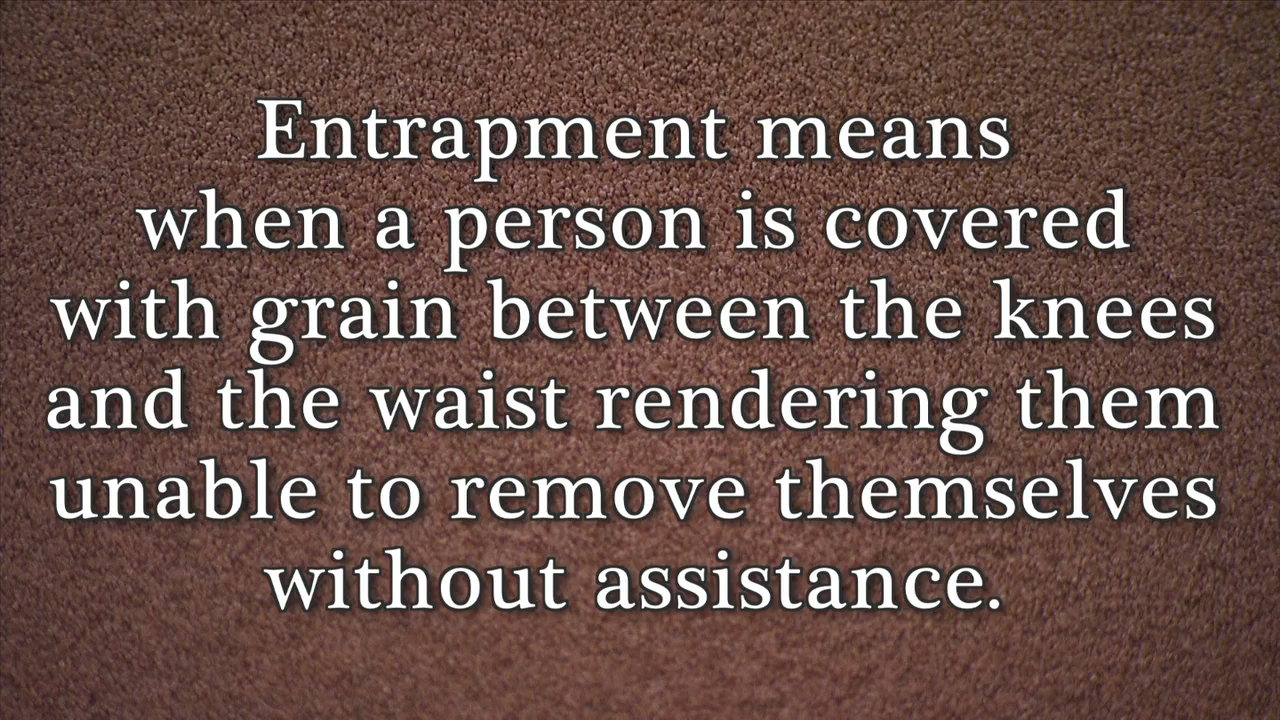 Entrapment means
when a person is covered
with grain between the knees
and the waist rendering them
unable to remove themselves
without assistance.